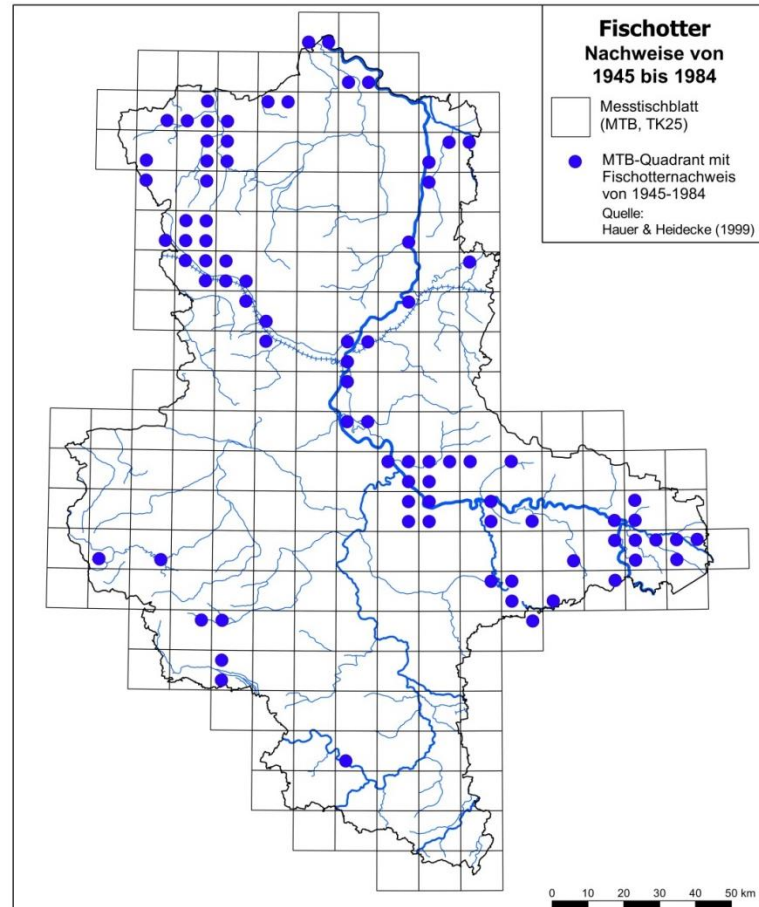 Fischotter
Nachweise von
1945 bis 1984
Messtischblatt
(MTB, TK25)
MTB-Quadrant mit
Fischotternachweis
von 1945-1984
Quelle:
Hauer & Heidecke (1999)
0 10 20 30 40 50 km